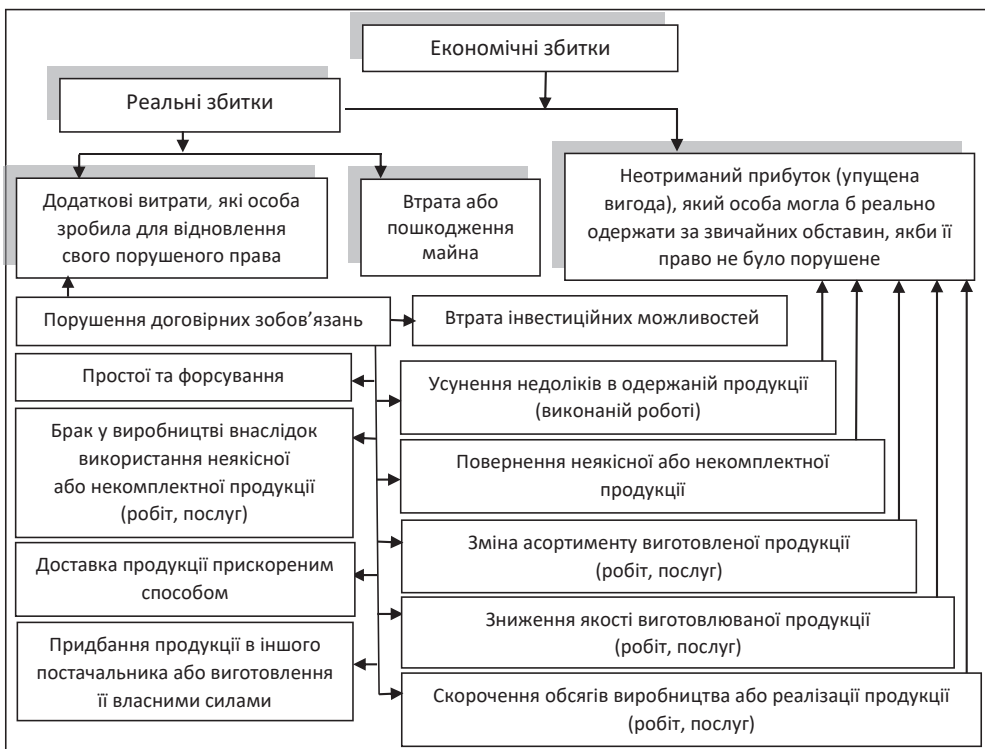 Економічні збитки
Реальні збитки
Додаткові витрати, які особа
зробила для відновлення
свого порушеного права
Втрата або
пошкодження
майна
Неотриманий прибуток (упущена
вигода), який особа могла б реально
одержати за звичайних обставин, якби її
право не було порушене
Порушення договірних зобов’язань
Втрата інвестиційних можливостей
Простої та форсування
Усунення недоліків в одержаній продукції
(виконаній роботі)
Брак у виробництві внаслідок
використання неякісної
або некомплектної продукції
(робіт, послуг)
Повернення неякісної або некомплектної
продукції
Зміна асортименту виготовленої продукції
(робіт, послуг)
Доставка продукції прискореним
способом
Зниження якості виготовлюваної продукції
(робіт, послуг)
Придбання продукції в іншого
постачальника або виготовлення
її власними силами
Скорочення обсягів виробництва або реалізації продукції
(робіт, послуг)